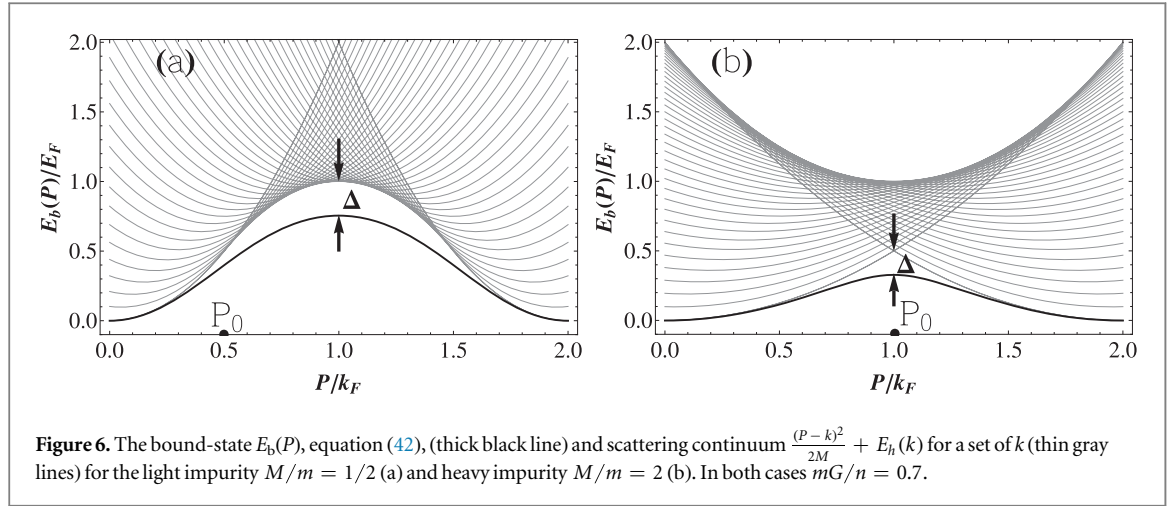 (a)
2.0
1.5
1.0
0.5
0.0
E_b(P)/E_F
Δ
P_0
0.0 0.5 1.0 1.5 2.0
P/k_F
(b)
2.0
1.5
1.0
0.5
0.0
E_b(P)/E_F
Δ
P_0
0.0 0.5 1.0 1.5 2.0
P/k_F
Figure 6. The bound-state E_b(P), equation (42), (thick black line) and scattering continuum \frac{(P − k)^2}{2M} + E_h(k) for a set of k (thin gray
lines) for the light impurity M/m = 1/2 (a) and heavy impurity M/m = 2 (b). In both cases mG/n = 0.7.